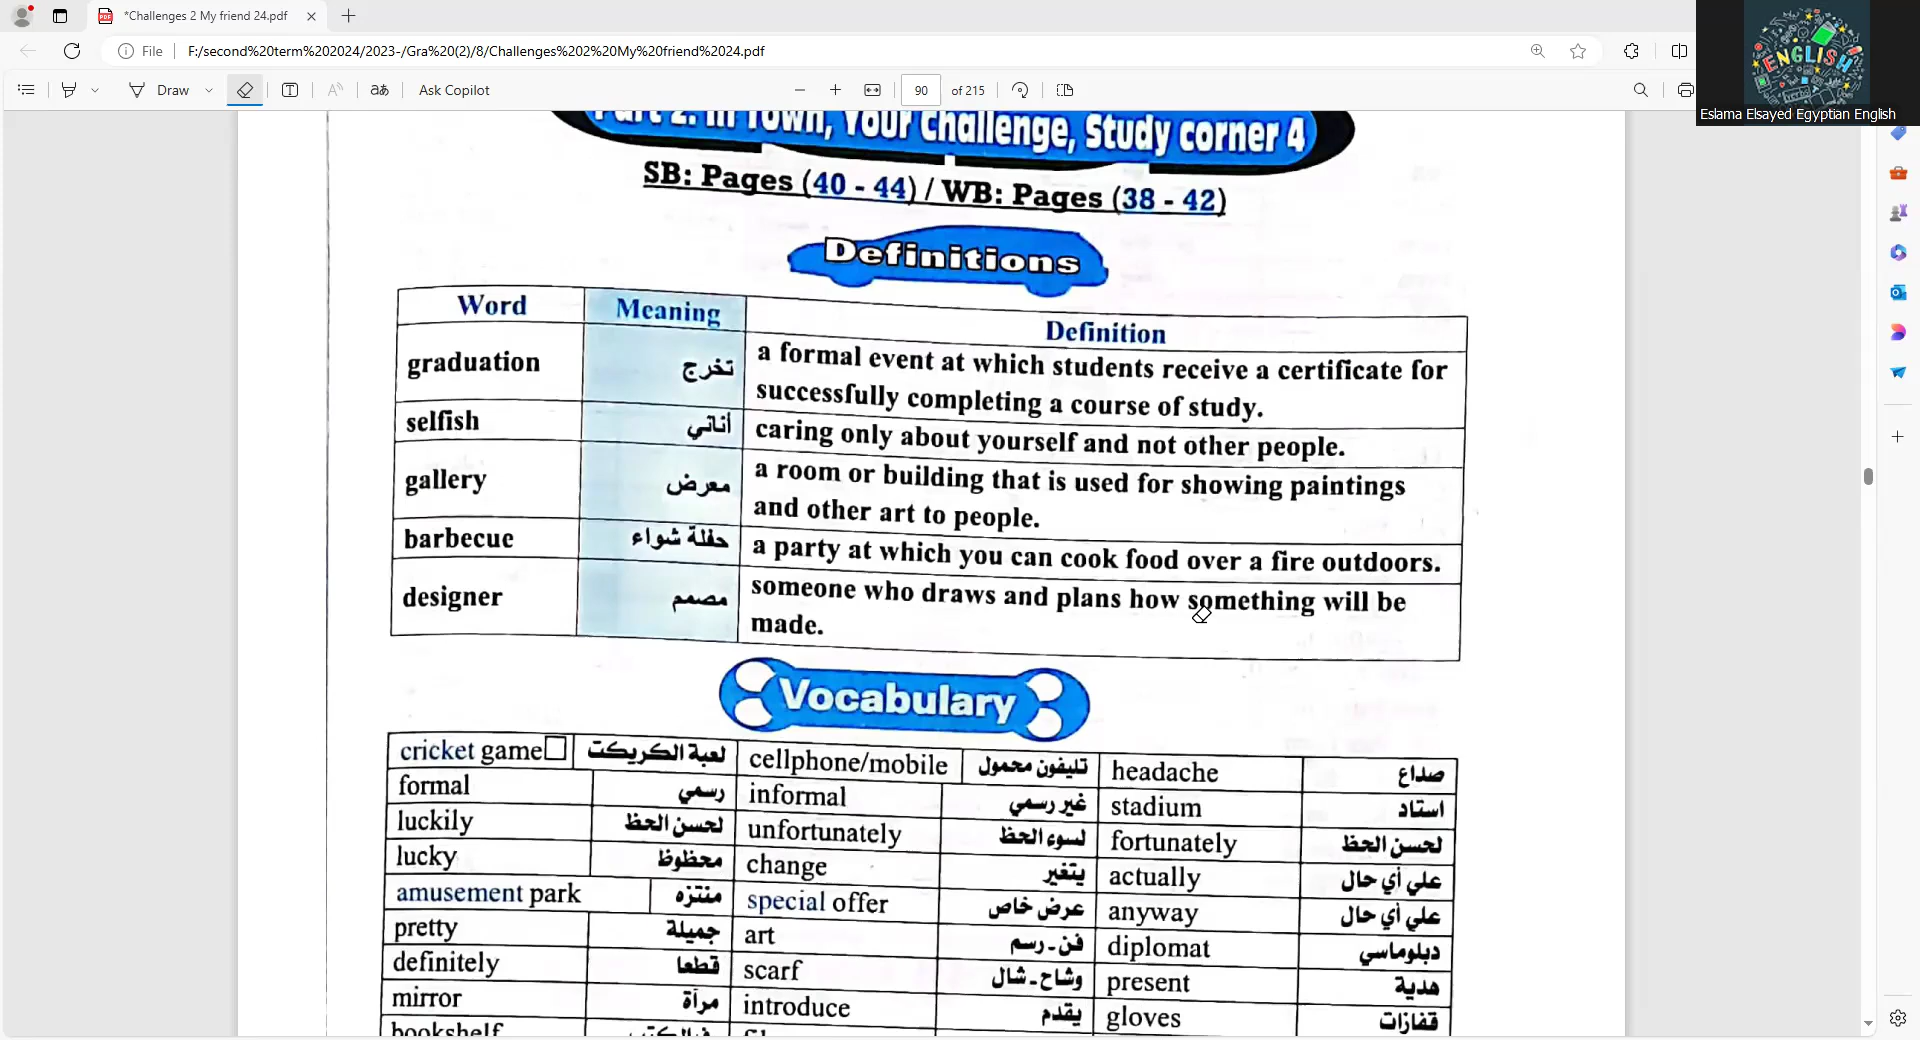 *Challenges 2 My friend 24.pdf
File
F:/second%20term%202024/2023-/Gra%20(2)/8/Challenges%202%20My%20friend%2024.pdf
Draw
Ask Copilot
90 of 215
ENGLISH
Eslama Elsayed Egyptian English
Part 2: In Town, Your Challenge, Study corner 4
SB: Pages (40 - 44) / WB: Pages (38 - 42)
Definitions
Word Meaning Definition
graduation تخرج a formal event at which students receive a certificate for
successfully completing a course of study.
selfish أناني caring only about yourself and not other people.
gallery معرض a room or building that is used for showing paintings
and other art to people.
barbecue حفلة شواء a party at which you can cook food over a fire outdoors.
designer مصمم someone who draws and plans how something will be
made.
Vocabulary
cricket game لعبة الكريكت cellphone/mobile تليفون محمول headache صداع
formal رسمي informal غير رسمي stadium استاد
luckily لحسن الحظ unfortunately لسوء الحظ fortunately لحسن الحظ
lucky محظوظ change يتغير actually علي أي حال
amusement park منتزه special offer عرض خاص anyway علي أي حال
pretty جميلة art فن - رسم diplomat دبلوماسي
definitely قطعا scarf وشاح - شال present هدية
mirror مرآة introduce يقدم gloves قفازات
bookshelf